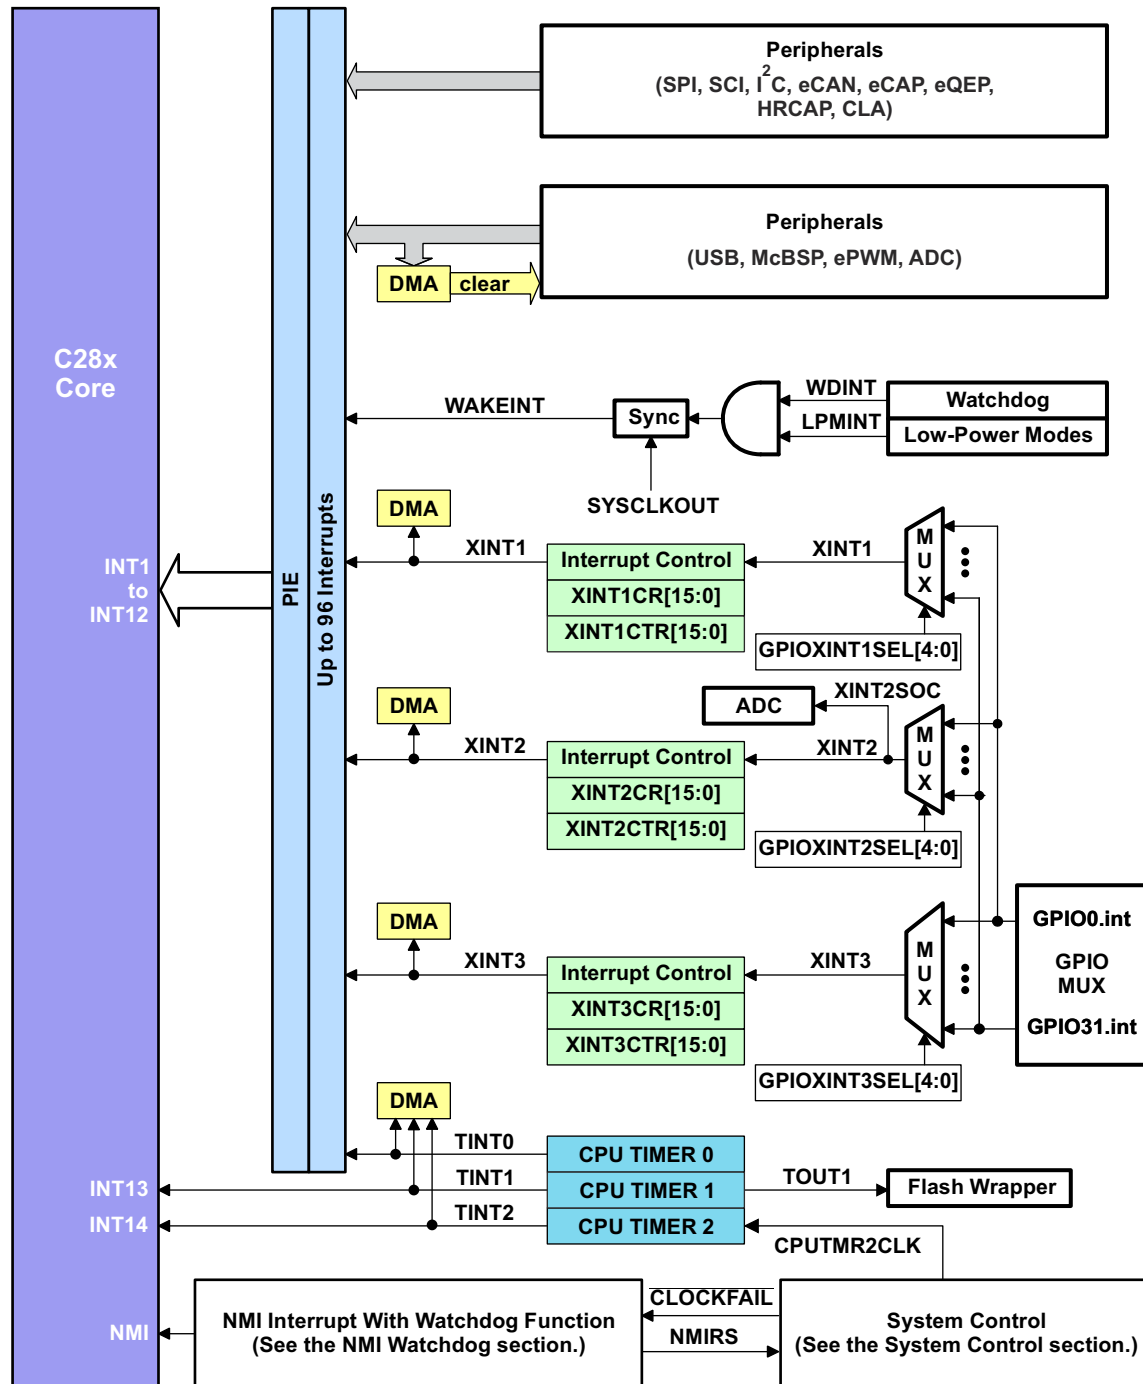 Peripherals
(SPI, SCI, I2C, eCAN, eCAP, eQEP,
HRCAP, CLA)
Peripherals
(USB, McBSP, ePWM, ADC)
DMA
clear
C28x
Core
WDINT
Watchdog
WAKEINT
Sync
LPMINT
Low-Power Modes
SYSCLKOUT
DMA
XINT1
Interrupt Control
XINT1
MUX
INT1
to
INT12
PIE
Up to 96 Interrupts
XINT1CR[15:0]
XINT1CTR[15:0]
GPIOXINT1SEL[4:0]
DMA
ADC
XINT2SOC
XINT2
Interrupt Control
XINT2
MUX
XINT2CR[15:0]
XINT2CTR[15:0]
GPIOXINT2SEL[4:0]
DMA
GPIO0.int
XINT3
Interrupt Control
XINT3
MUX
GPIO
MUX
XINT3CR[15:0]
GPIO31.int
XINT3CTR[15:0]
GPIOXINT3SEL[4:0]
DMA
TINT0
CPU TIMER 0
INT13
TINT1
CPU TIMER 1
TOUT1
Flash Wrapper
INT14
TINT2
CPU TIMER 2
CPUTMR2CLK
NMI
NMI Interrupt With Watchdog Function
(See the NMI Watchdog section.)
CLOCKFAIL
NMIRS
System Control
(See the System Control section.)